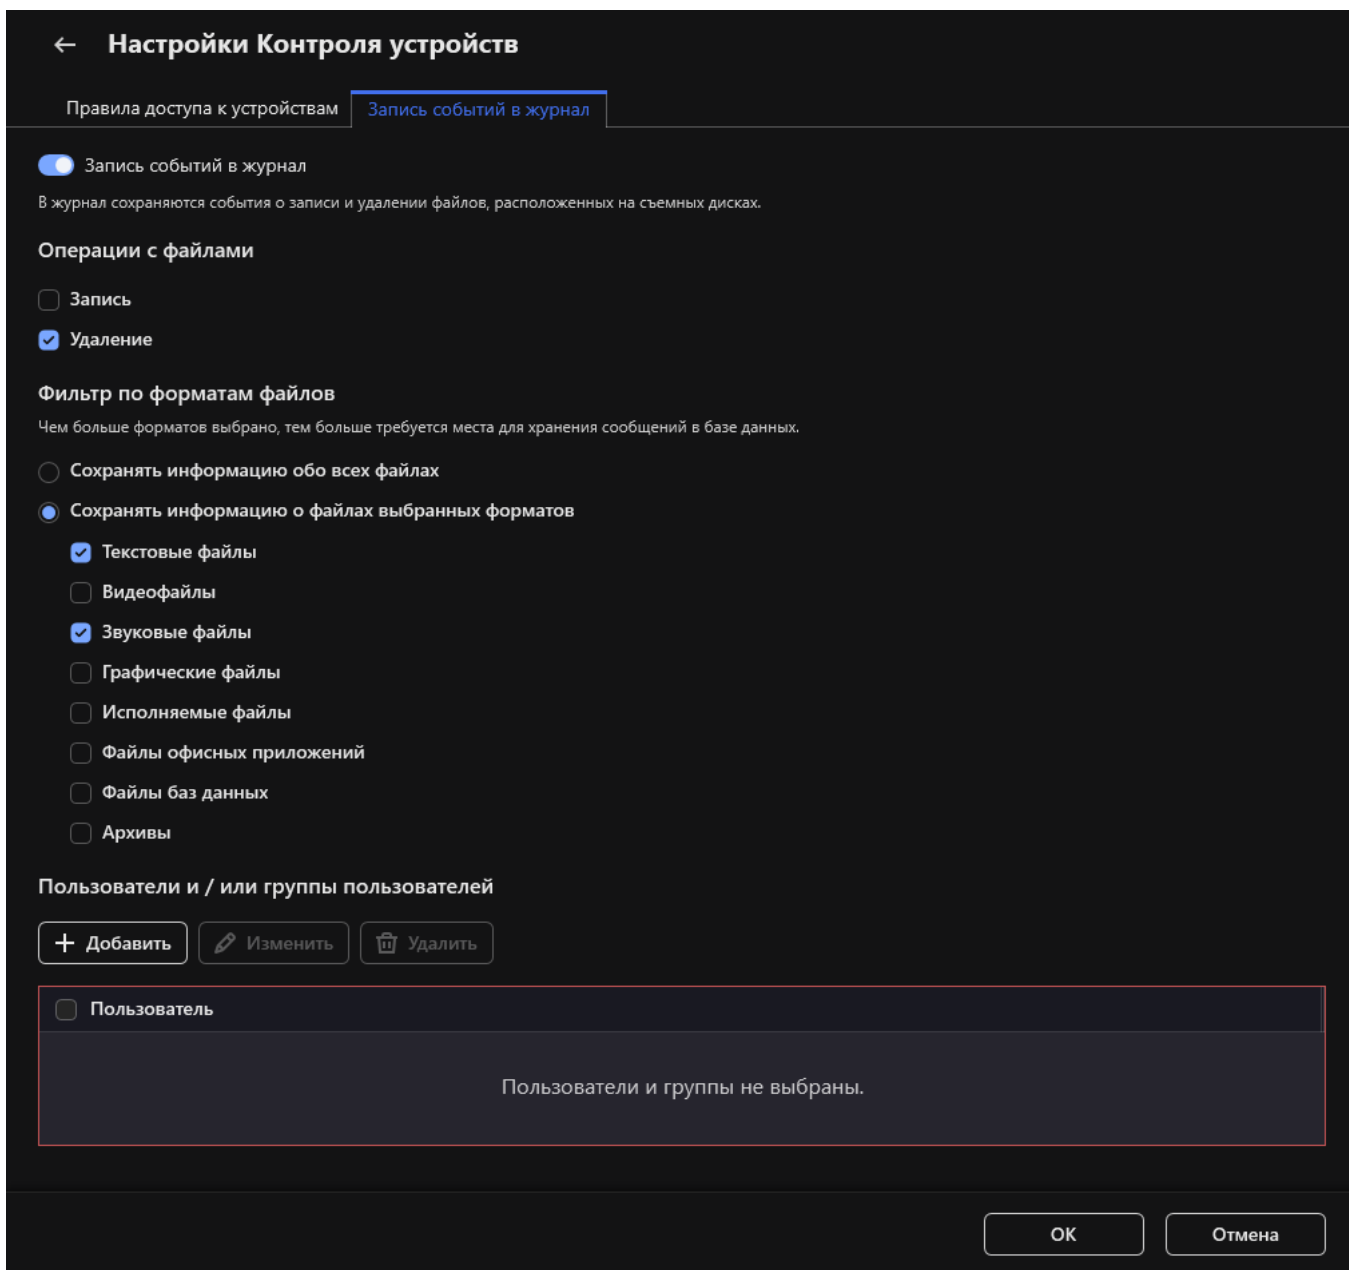 Настройки Контроля устройств
Правила доступа к устройствам
Запись событий в журнал
Запись событий в журнал
В журнал сохраняются события о записи и удалении файлов, расположенных на съемных дисках.
Операции с файлами
Запись
Удаление
Фильтр по форматам файлов
Чем больше форматов выбрано, тем больше требуется места для хранения сообщений в базе данных.
Сохранять информацию обо всех файлах
Сохранять информацию о файлах выбранных форматов
Текстовые файлы
Видеофайлы
Звуковые файлы
Графические файлы
Исполняемые файлы
Файлы офисных приложений
Файлы баз данных
Архивы
Пользователи и / или группы пользователей
Добавить
Изменить
Удалить
Пользователь
Пользователи и группы не выбраны.
ОК
Отмена